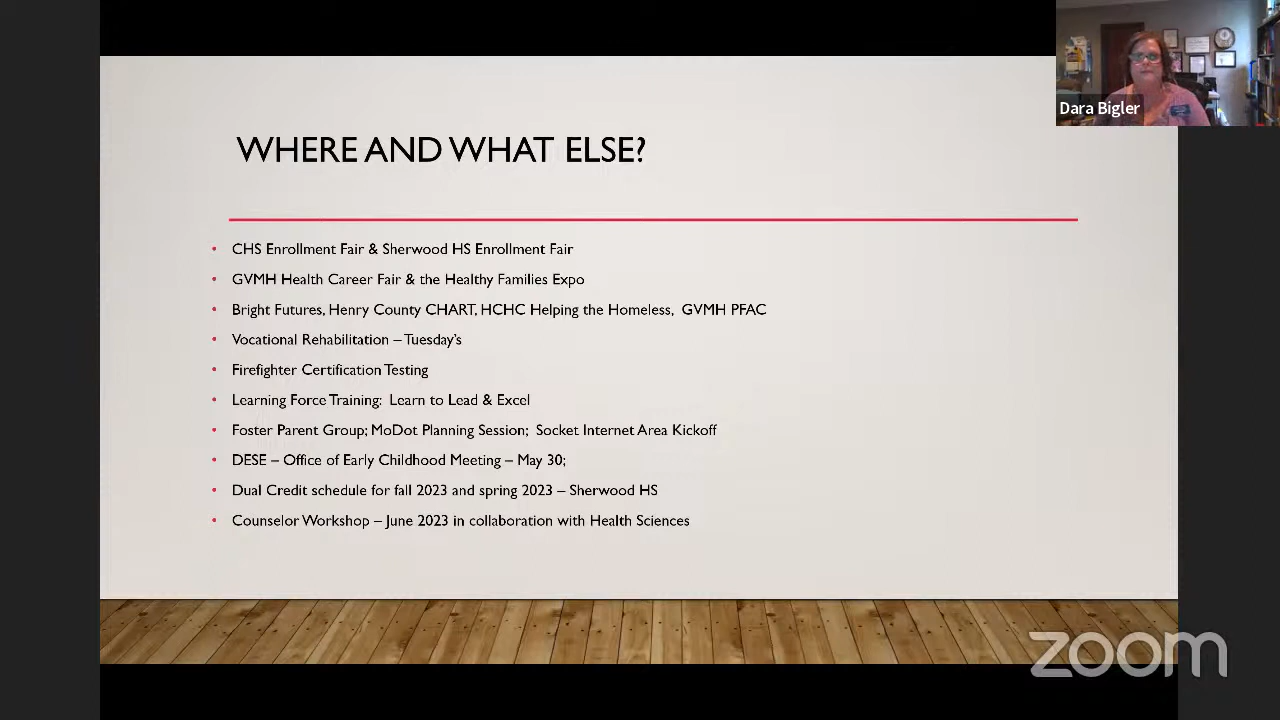 Dara Bigler
WHERE AND WHAT ELSE?
• CHS Enrollment Fair & Sherwood HS Enrollment Fair
• GVMH Health Career Fair & the Healthy Families Expo
• Bright Futures, Henry County CHART, HCHC Helping the Homeless,  GVMH PFAC
• Vocational Rehabilitation – Tuesday's
• Firefighter Certification Testing
• Learning Force Training:  Learn to Lead & Excel
• Foster Parent Group; MoDot Planning Session;  Socket Internet Area Kickoff
• DESE – Office of Early Childhood Meeting – May 30;
• Dual Credit schedule for fall 2023 and spring 2023 – Sherwood HS
• Counselor Workshop – June 2023 in collaboration with Health Sciences
zoom